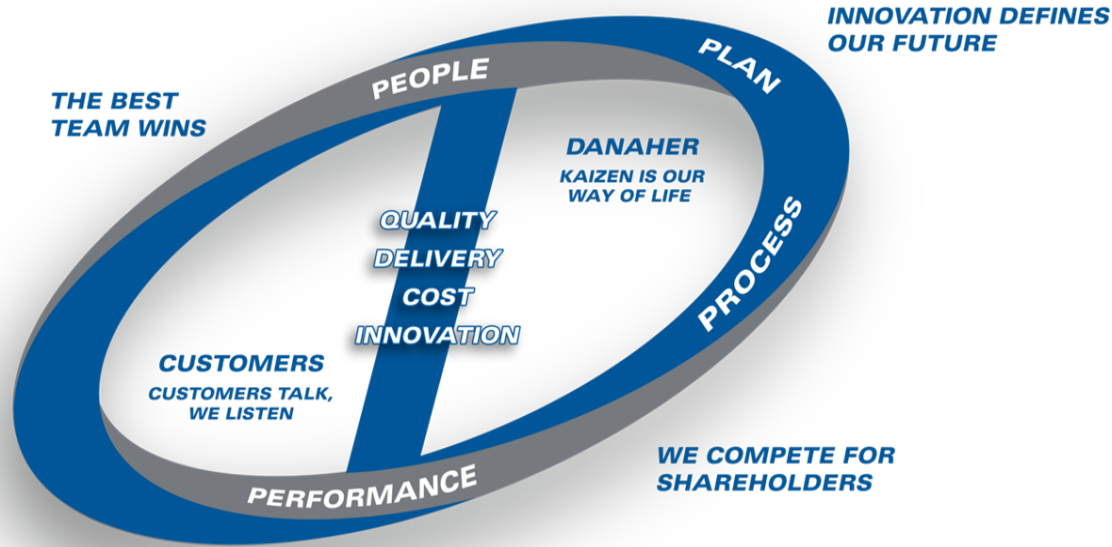 INNOVATION DEFINES
OUR FUTURE
PEOPLE
PLAN
THE BEST
TEAM WINS
DANAHER
KAIZEN IS OUR
WAY OF LIFE
QUALITY
DELIVERY
COST
INNOVATION
PROCESS
CUSTOMERS
CUSTOMERS TALK,
WE LISTEN
WE COMPETE FOR
SHAREHOLDERS
PERFORMANCE